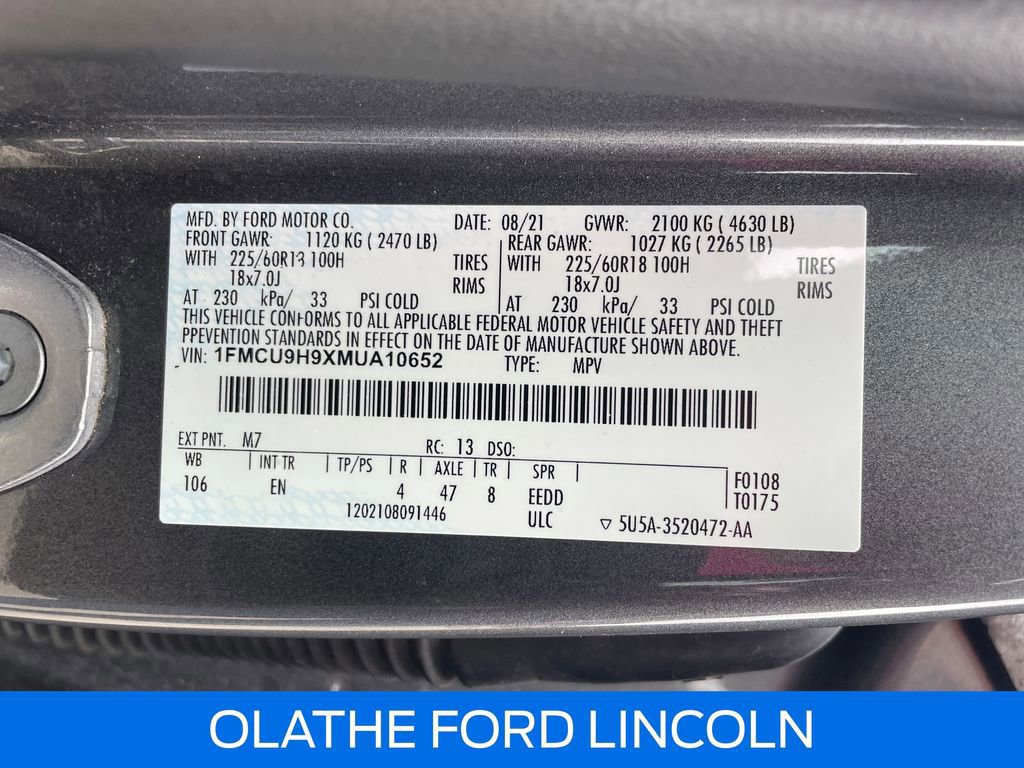 MFD. BY FORD MOTOR CO. DATE: 08/21 GVWR: 2100 KG ( 4630 LB)
FRONT GAWR: 1120 KG ( 2470 LB) REAR GAWR: 1027 KG ( 2265 LB)
WITH 225/60R18 100H TIRES WITH 225/60R18 100H TIRES
18x7.0J RIMS 18x7.0J RIMS
AT 230 kPa/ 33 PSI COLD AT 230 kPa/ 33 PSI COLD
THIS VEHICLE CONFORMS TO ALL APPLICABLE FEDERAL MOTOR VEHICLE SAFETY AND THEFT
PREVENTION STANDARDS IN EFFECT ON THE DATE OF MANUFACTURE SHOWN ABOVE.
VIN: 1FMCU9H9XMUA10652 TYPE: MPV
EXT PNT. M7 RC: 13 DSO:
WB | INT TR | TP/PS | R | AXLE | TR | SPR | F0108
106 EN 4 47 8 EEDD | T0175
1202108091446 ULC ▽ 5U5A-3520472-AA
OLATHE FORD LINCOLN